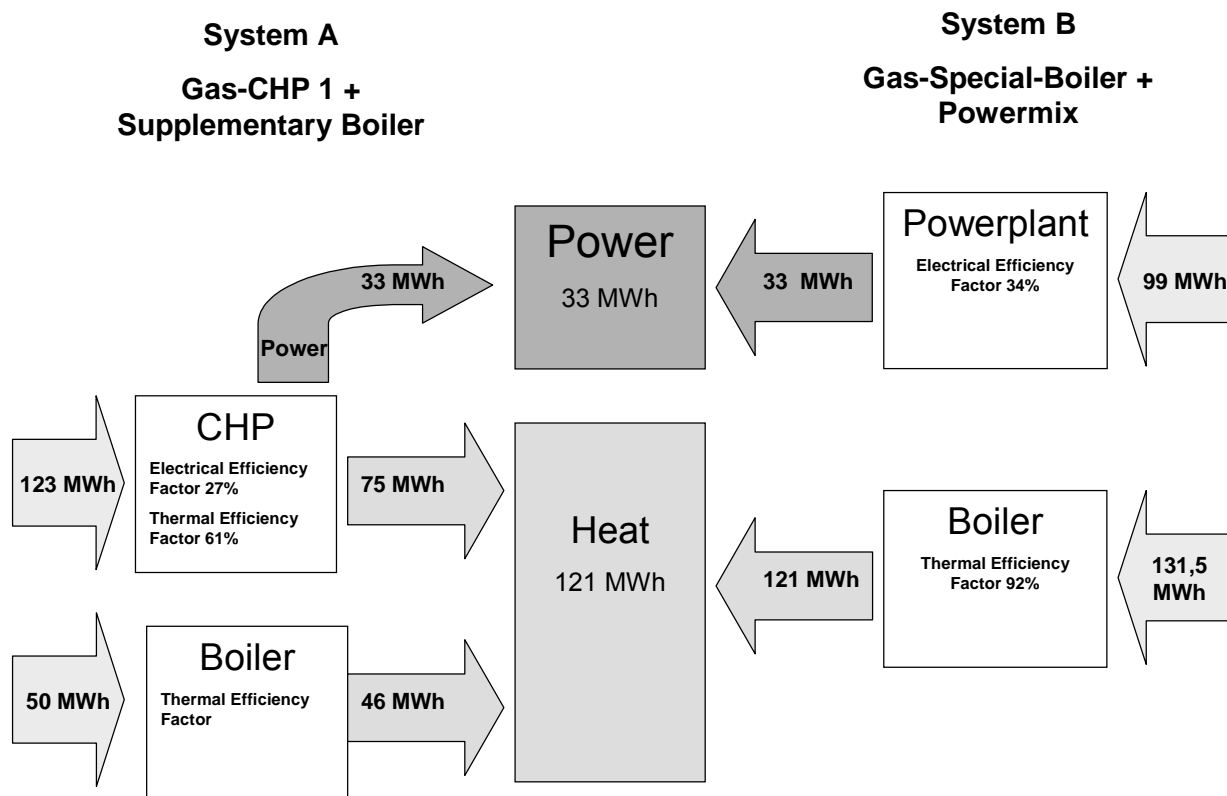 System A
Gas-CHP 1 +
Supplementary Boiler
System B
Gas-Special-Boiler +
Powermix
Power
33 MWh
33 MWh
Power
33 MWh
Powerplant
Electrical Efficiency
Factor 34%
99 MWh
123 MWh
CHP
Electrical Efficiency
Factor 27%
Thermal Efficiency
Factor 61%
75 MWh
Heat
121 MWh
121 MWh
Boiler
Thermal Efficiency
Factor 92%
131,5
MWh
50 MWh
Boiler
Thermal Efficiency
Factor
46 MWh